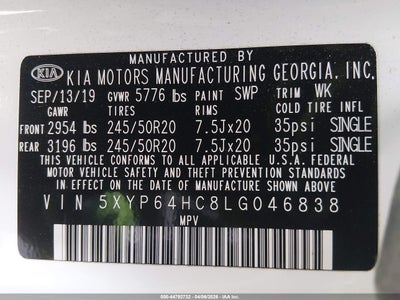 MANUFACTURED BY
KIA KIA MOTORS MANUFACTURING GEORGIA, INC.
SEP/13/19 GVWR 5776 lbs PAINT SWP TRIM WK
GAWR TIRES RIMS COLD TIRE INFL
FRONT 2954 lbs 245/50R20 7.5Jx20 35psi SINGLE
REAR 3196 lbs 245/50R20 7.5Jx20 35psi SINGLE
THIS VEHICLE CONFORMS TO ALL APPLICABLE U.S.A. FEDERAL
MOTOR VEHICLE SAFETY AND THEFT PREVENTION STANDARDS
IN EFFECT ON THE DATE OF MANUFACTURE SHOWN ABOVE.
VIN 5XYP64HC8LG046838
MPV